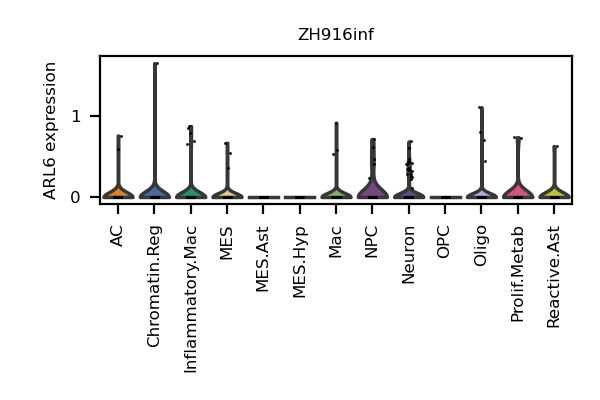 ZH916inf
ARL6 expression
1
0
AC
Chromatin.Reg
Inflammatory.Mac
MES
MES.Ast
MES.Hyp
Mac
NPC
Neuron
OPC
Oligo
Prolif.Metab
Reactive.Ast